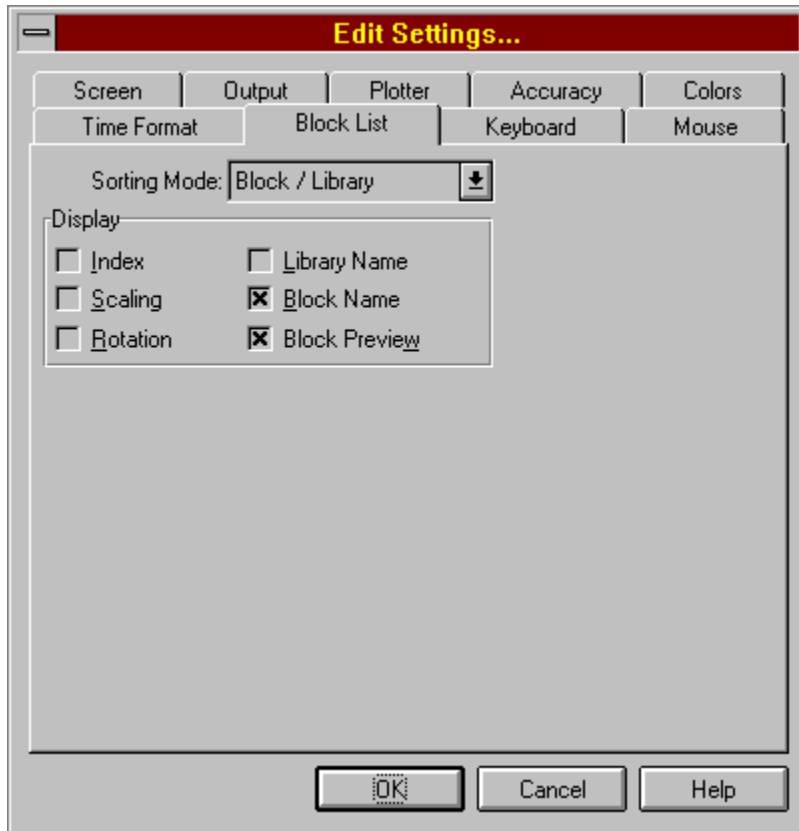 Edit Settings...
Screen Output Plotter Accuracy Colors
Time Format Block List Keyboard Mouse
Sorting Mode: Block / Library
Display
Index Library Name
Scaling Block Name
Rotation Block Preview
OK Cancel Help